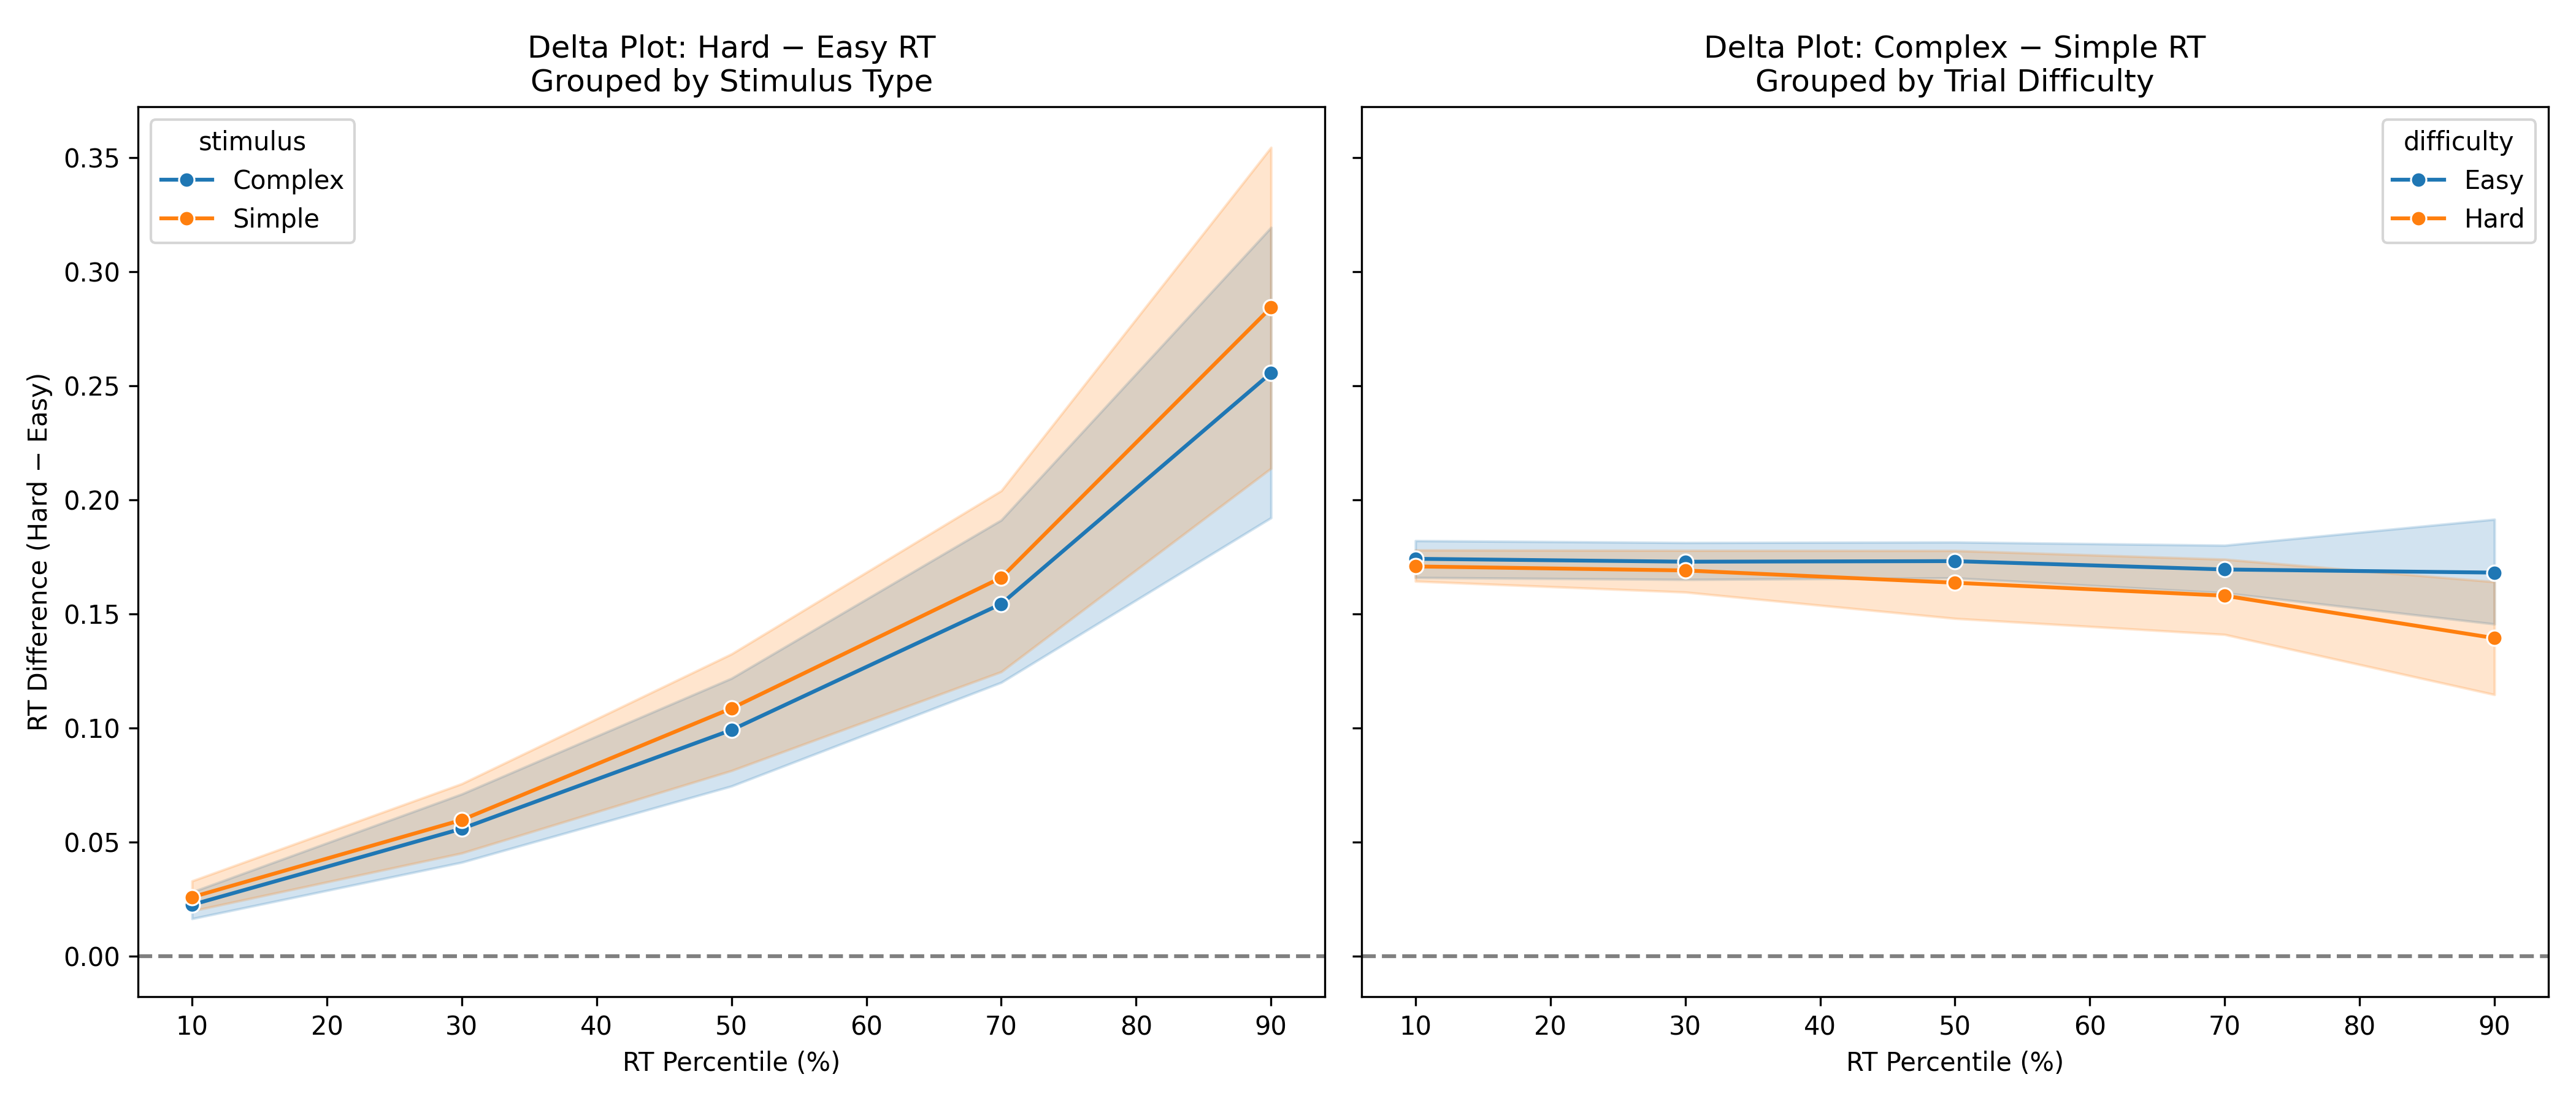 Delta Plot: Hard − Easy RT
Grouped by Stimulus Type
stimulus
Complex
Simple
RT Difference (Hard − Easy)
0.35
0.30
0.25
0.20
0.15
0.10
0.05
0.00
10 20 30 40 50 60 70 80 90
RT Percentile (%)
Delta Plot: Complex − Simple RT
Grouped by Trial Difficulty
difficulty
Easy
Hard
10 20 30 40 50 60 70 80 90
RT Percentile (%)